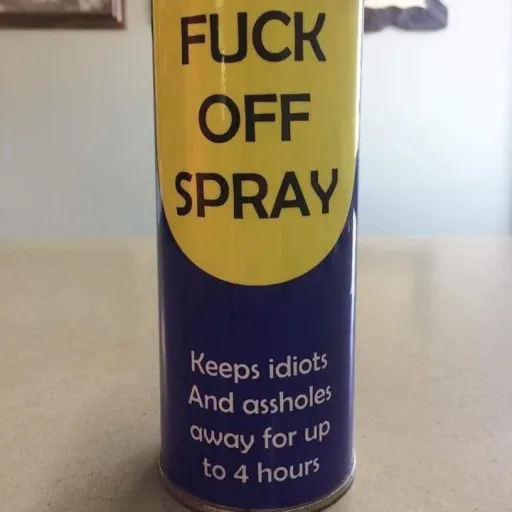 FUCK
OFF
SPRAY
Keeps idiots
And assholes
away for up
to 4 hours